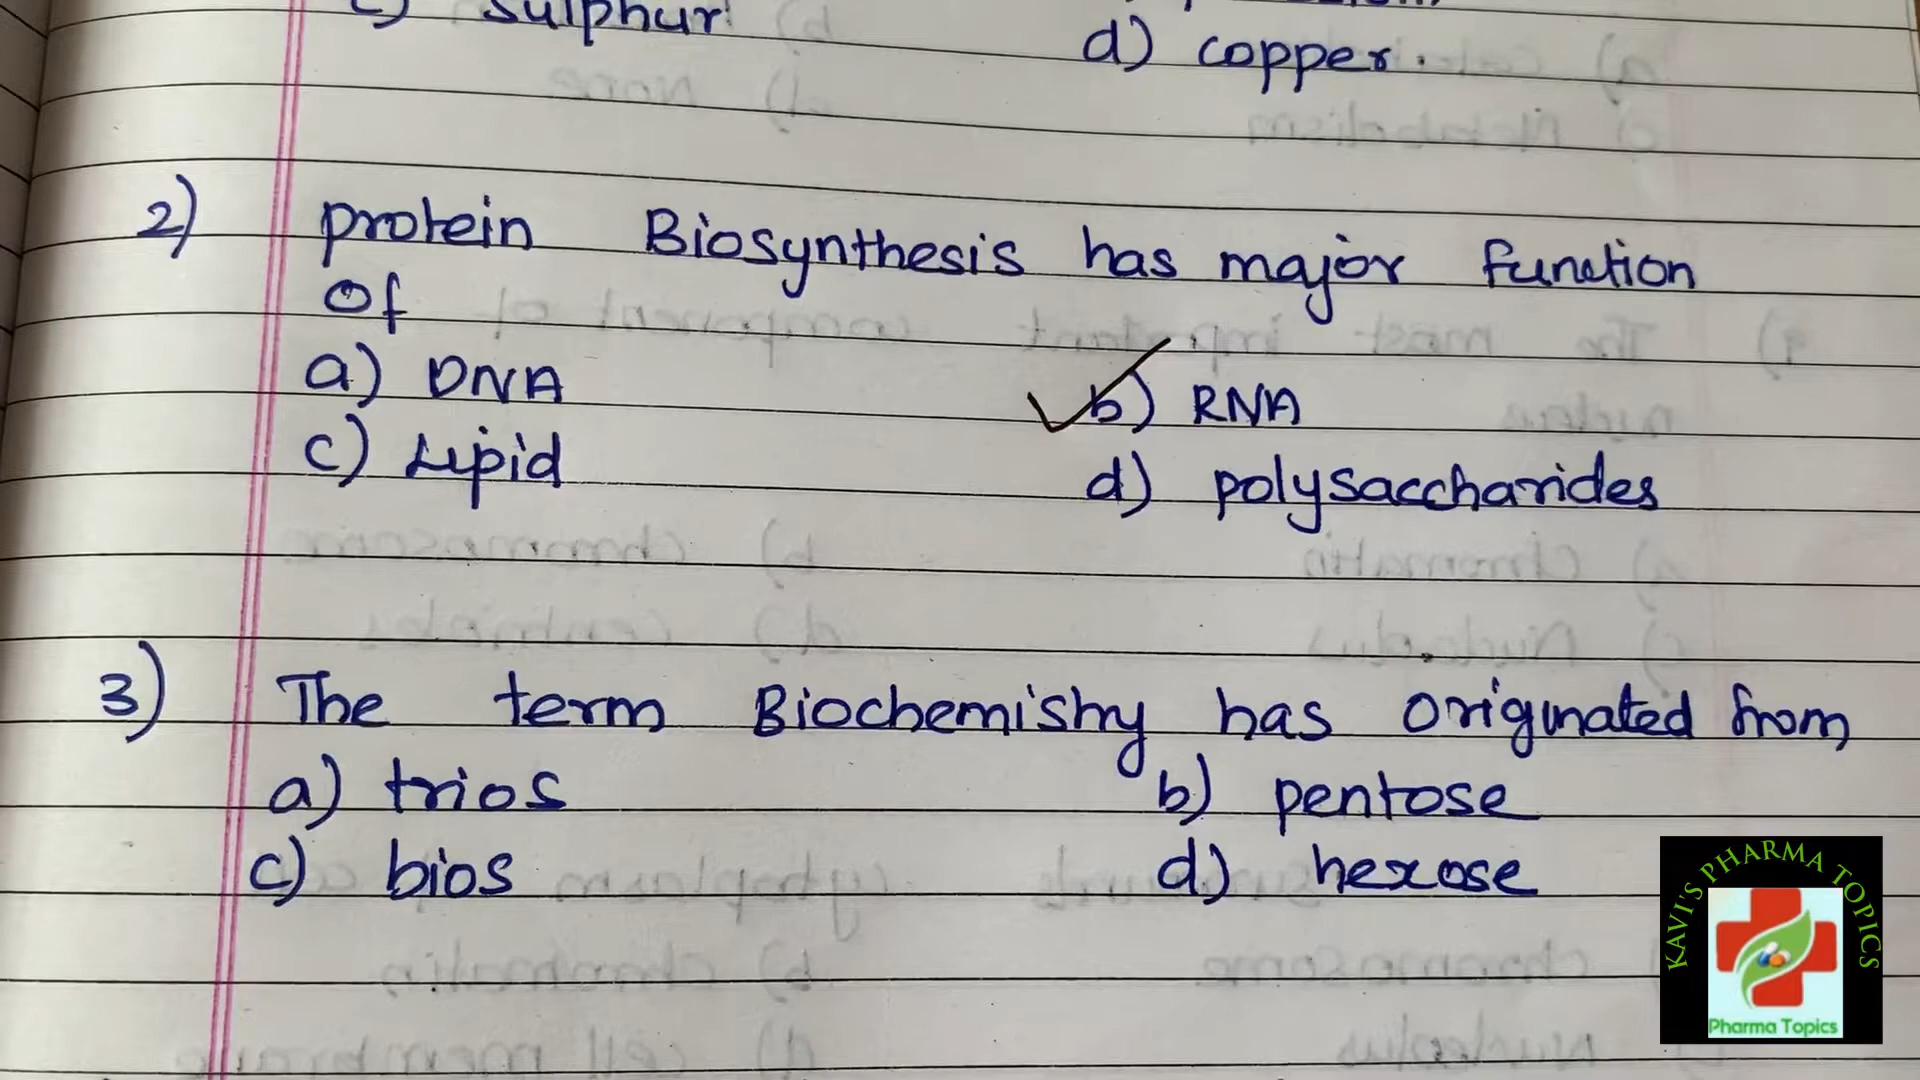 c) sulphur
d) copper.
2) protein Biosynthesis has major function
Of
a) DNA b) RNA
c) Lipid d) polysaccharides
3) The term Biochemistry has originated from
a) trios b) pentose
c) bios d) hexose
KAVI'S PHARMA TOPICS
Pharma Topics